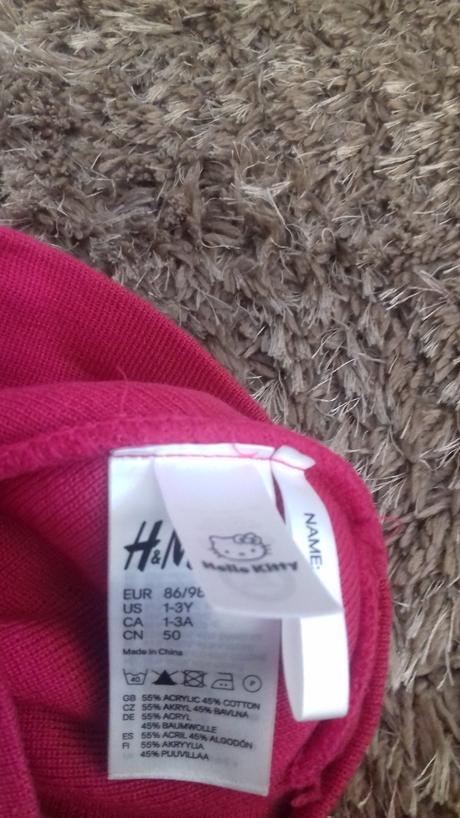 H&M
Hello Kitty
NAME:
EUR 86/98
US 1-3Y
CA 1-3A
CN 50
Made in China
40
GB 55% ACRYLIC 45% COTTON
CZ 55% AKRYL 45% BAVLNA
DE 55% ACRYL
45% BAUMWOLLE
ES 55% ACRIL 45% ALGODÓN
FI 55% AKRYYLIA
45% PUUVILLAA